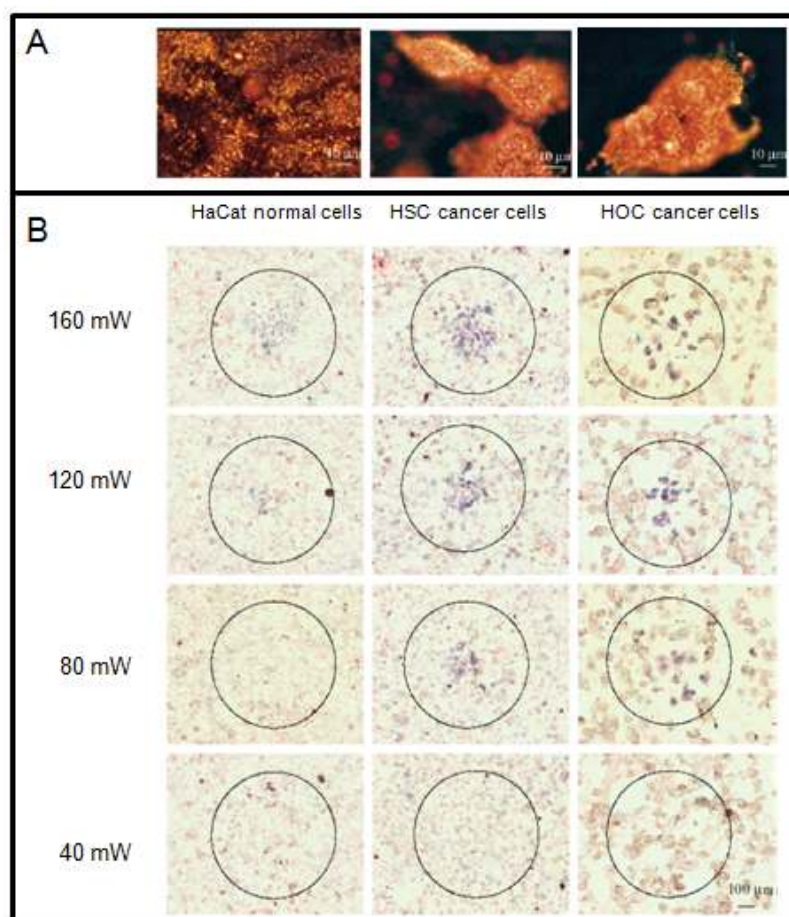 A
10 µm
10 µm
10 µm
B
HaCat normal cells
HSC cancer cells
HOC cancer cells
160 mW
120 mW
80 mW
40 mW
100 µm